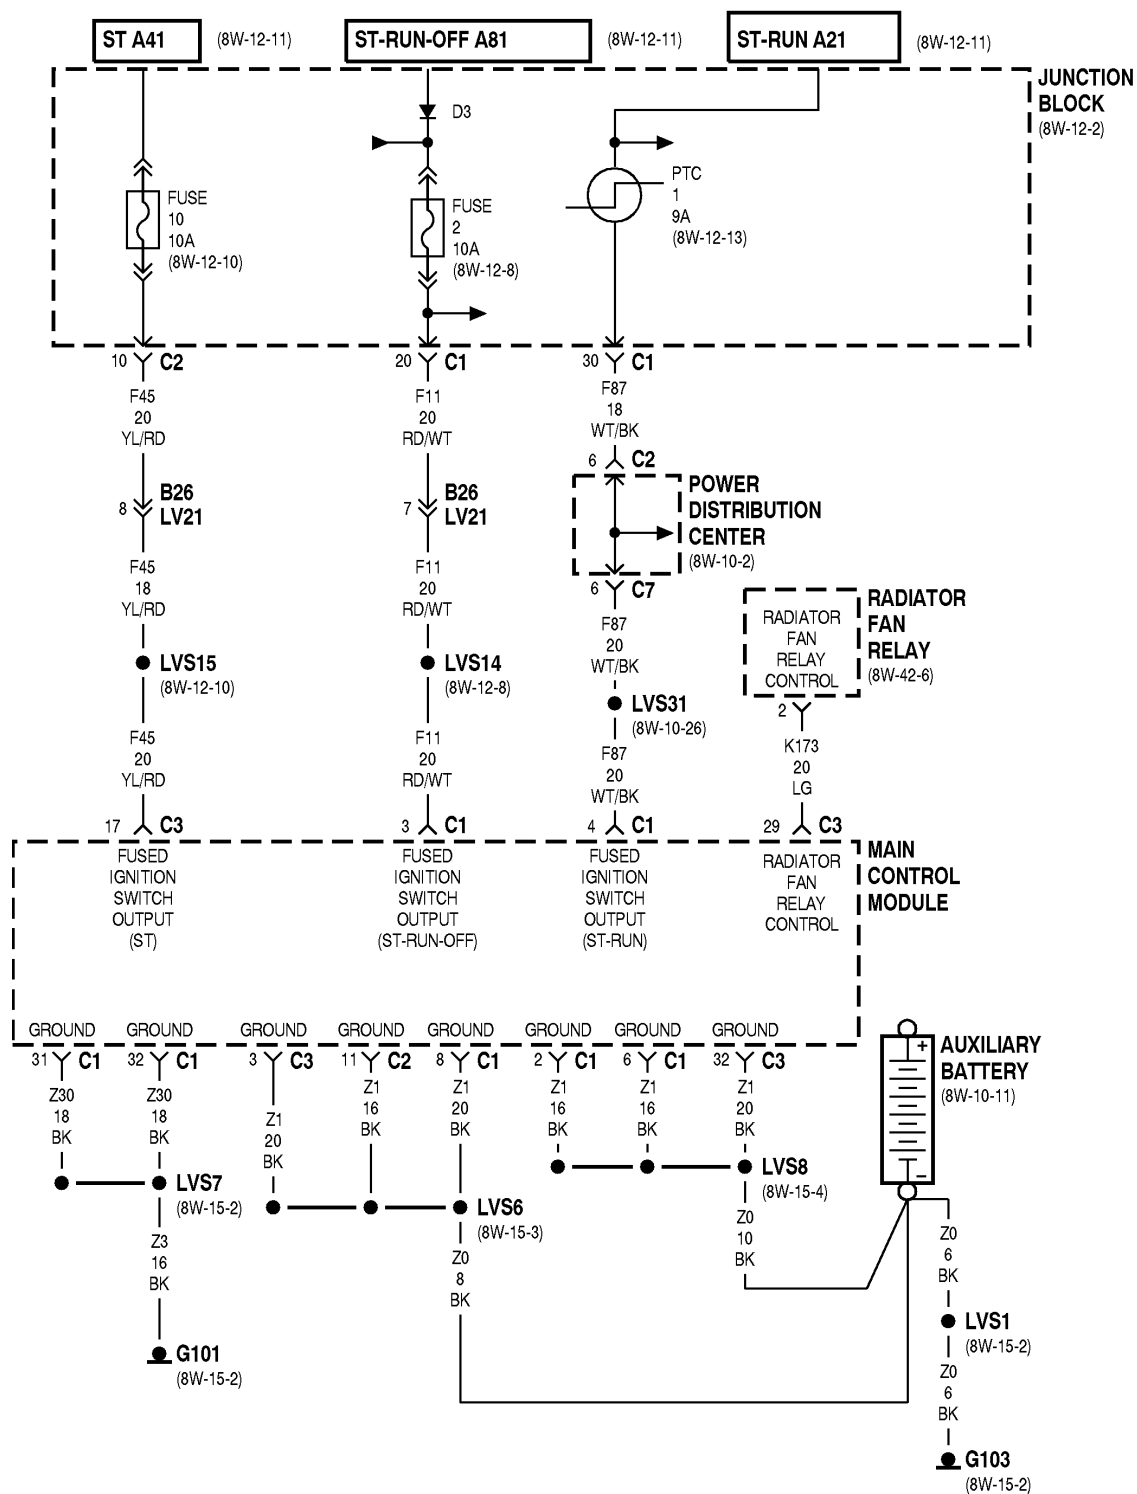 ST A41
(8W-12-11)
ST-RUN-OFF A81
(8W-12-11)
ST-RUN A21
(8W-12-11)
JUNCTION
BLOCK
(8W-12-2)
D3
FUSE
10
10A
(8W-12-10)
FUSE
2
10A
(8W-12-8)
PTC
1
9A
(8W-12-13)
10 C2
20 C1
30 C1
F45
20
YL/RD
F11
20
RD/WT
F87
18
WT/BK
6 C2
8 B26
LV21
7 B26
LV21
POWER
DISTRIBUTION
CENTER
(8W-10-2)
6 C7
F45
18
YL/RD
F11
20
RD/WT
F87
20
WT/BK
RADIATOR
FAN
RELAY
CONTROL
RADIATOR
FAN
RELAY
(8W-42-6)
LVS15
(8W-12-10)
LVS14
(8W-12-8)
LVS31
(8W-10-26)
2
F45
20
YL/RD
F11
20
RD/WT
F87
20
WT/BK
K173
20
LG
17 C3
3 C1
4 C1
29 C3
FUSED
IGNITION
SWITCH
OUTPUT
(ST)
FUSED
IGNITION
SWITCH
OUTPUT
(ST-RUN-OFF)
FUSED
IGNITION
SWITCH
OUTPUT
(ST-RUN)
RADIATOR
FAN
RELAY
CONTROL
MAIN
CONTROL
MODULE
GROUND
GROUND
GROUND
GROUND
GROUND
GROUND
GROUND
GROUND
31 C1
32 C1
3 C3
11 C2
8 C1
2 C1
6 C1
32 C3
Z30
18
BK
Z30
18
BK
Z1
20
BK
Z1
16
BK
Z1
20
BK
Z1
16
BK
Z1
16
BK
Z1
20
BK
+
−
AUXILIARY
BATTERY
(8W-10-11)
LVS7
(8W-15-2)
LVS6
(8W-15-3)
LVS8
(8W-15-4)
Z3
16
BK
Z0
8
BK
Z0
10
BK
Z0
6
BK
LVS1
(8W-15-2)
G101
(8W-15-2)
Z0
6
BK
G103
(8W-15-2)